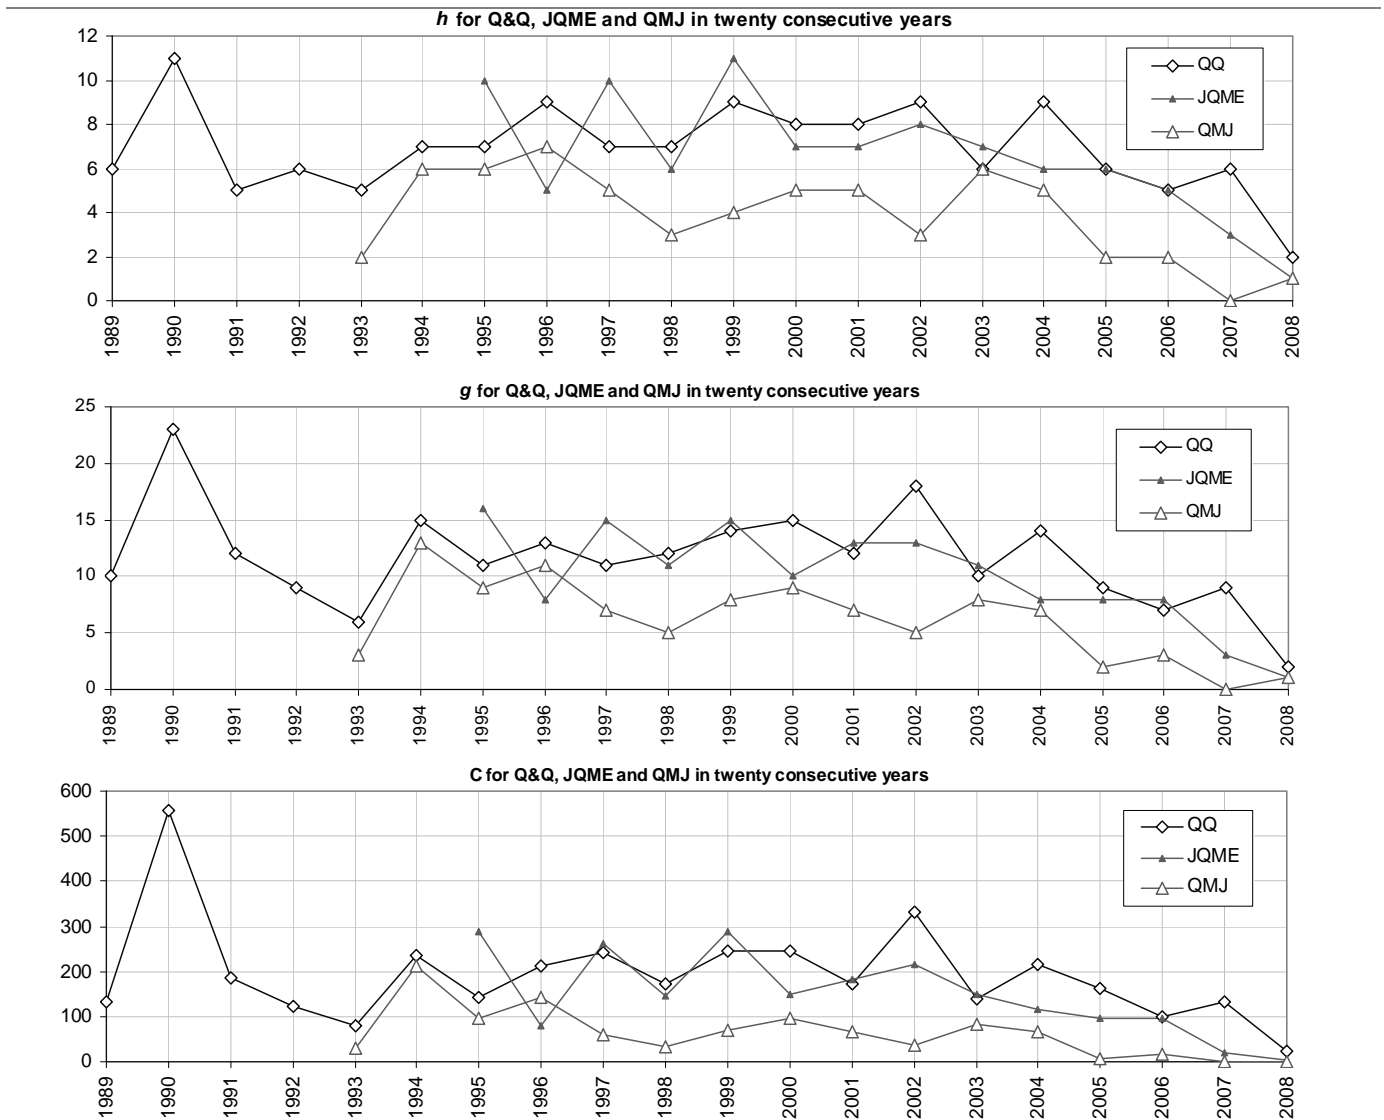 h for Q&Q, JQME and QMJ in twenty consecutive years
12
10
8
6
4
2
0
QQ
JQME
QMJ
1989 1990 1991 1992 1993 1994 1995 1996 1997 1998 1999 2000 2001 2002 2003 2004 2005 2006 2007 2008
g for Q&Q, JQME and QMJ in twenty consecutive years
25
20
15
10
5
0
QQ
JQME
QMJ
1989 1990 1991 1992 1993 1994 1995 1996 1997 1998 1999 2000 2001 2002 2003 2004 2005 2006 2007 2008
C for Q&Q, JQME and QMJ in twenty consecutive years
600
500
400
300
200
100
0
QQ
JQME
QMJ
1989 1990 1991 1992 1993 1994 1995 1996 1997 1998 1999 2000 2001 2002 2003 2004 2005 2006 2007 2008